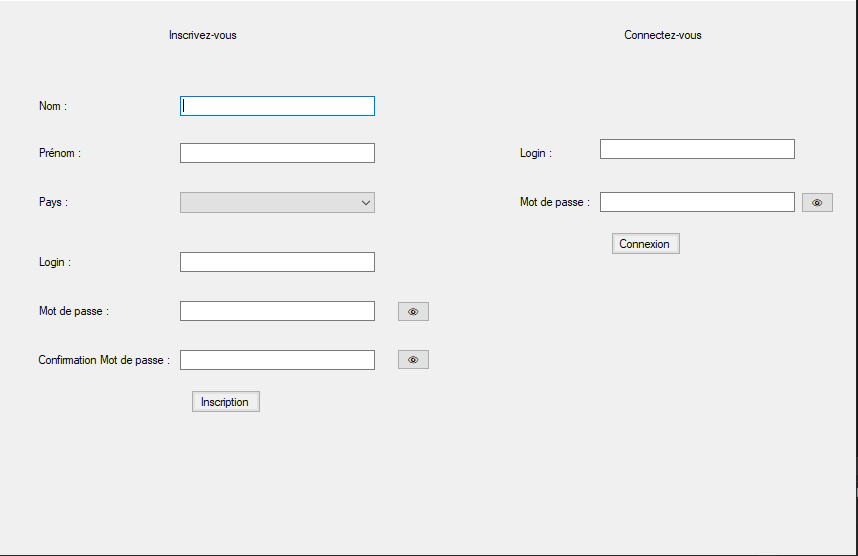 Inscrivez-vous
Nom :
Prénom :
Pays :
Login :
Mot de passe :
Confirmation Mot de passe :
Inscription
Connectez-vous
Login :
Mot de passe :
Connexion